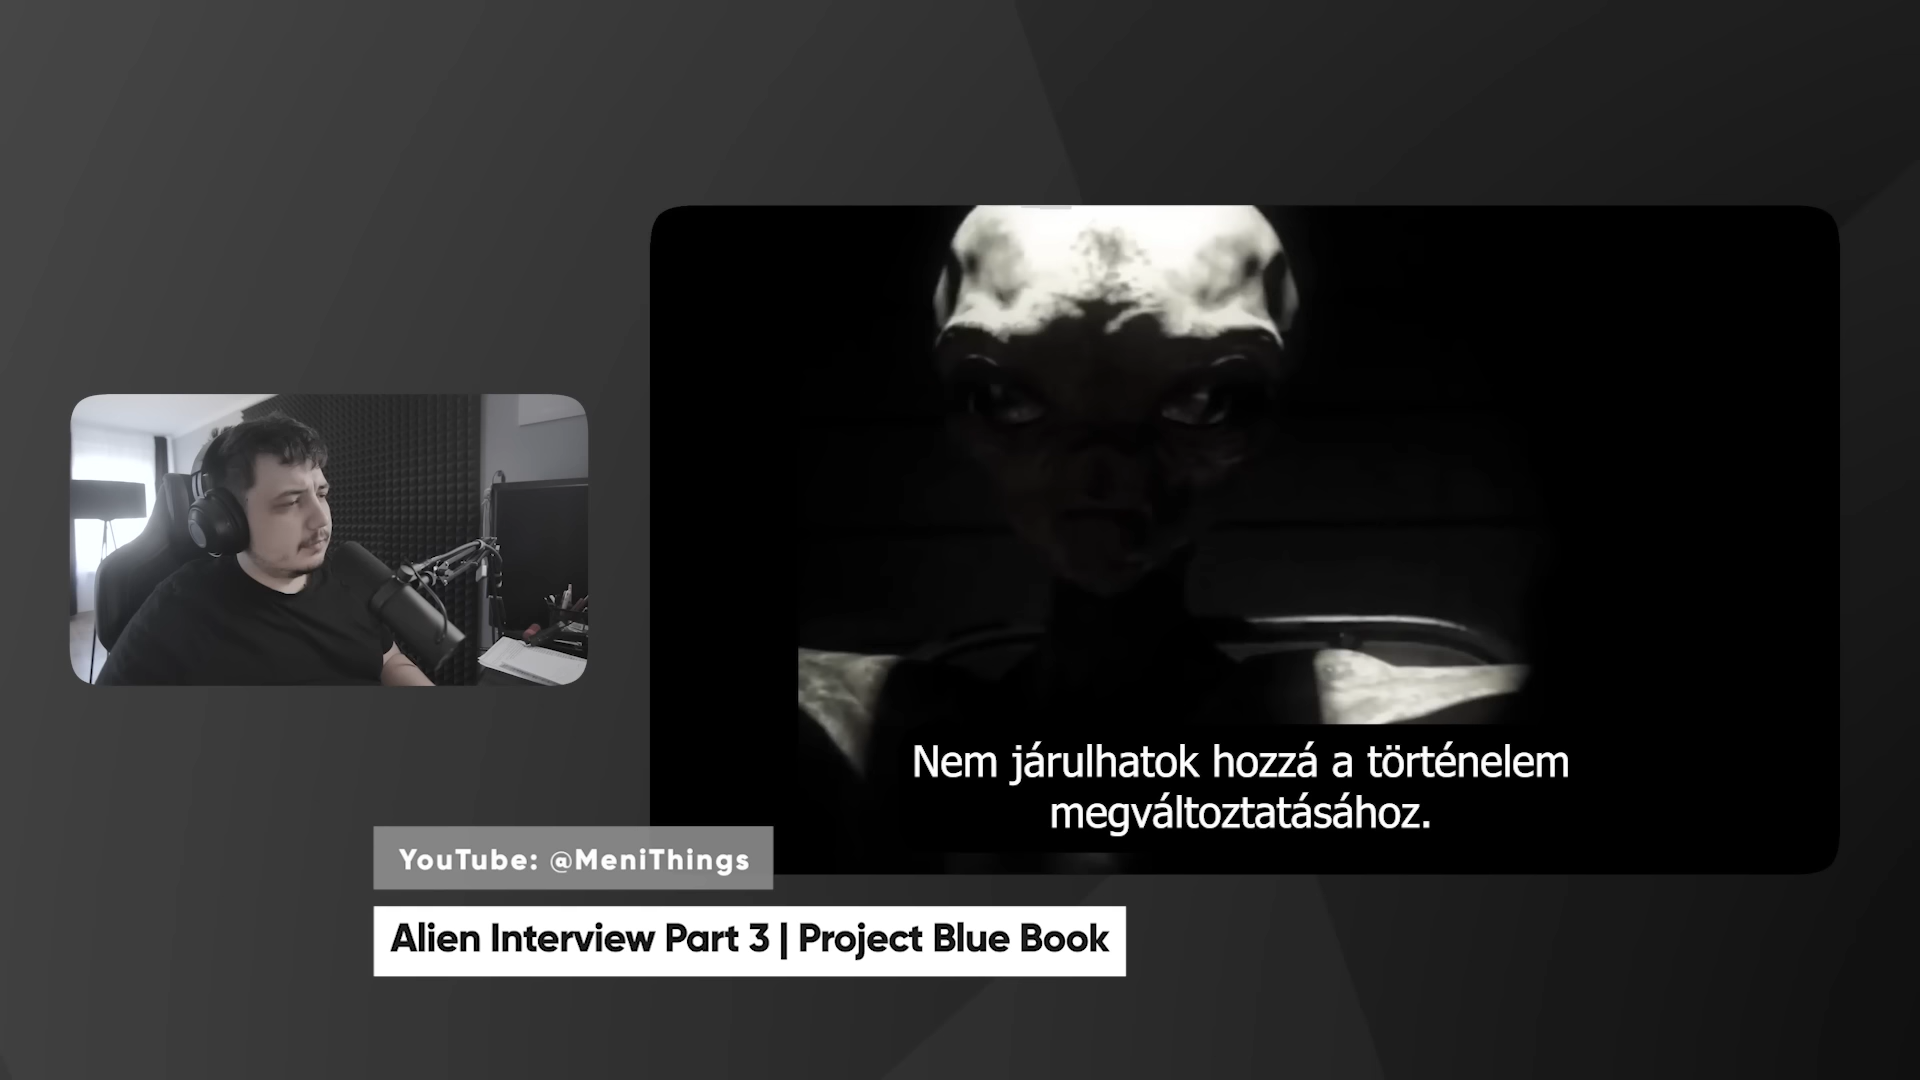 Nem járulhatok hozzá a történelem
megváltoztatásához.
YouTube: @MeniThings
Alien Interview Part 3 | Project Blue Book